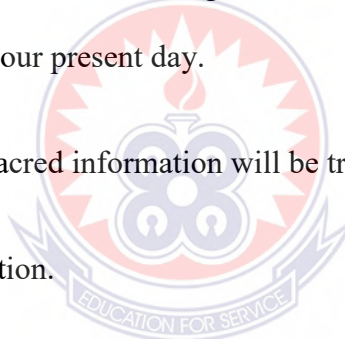 our present day.
acred information will be tr
tion.
EDUCATION FOR SERVICE